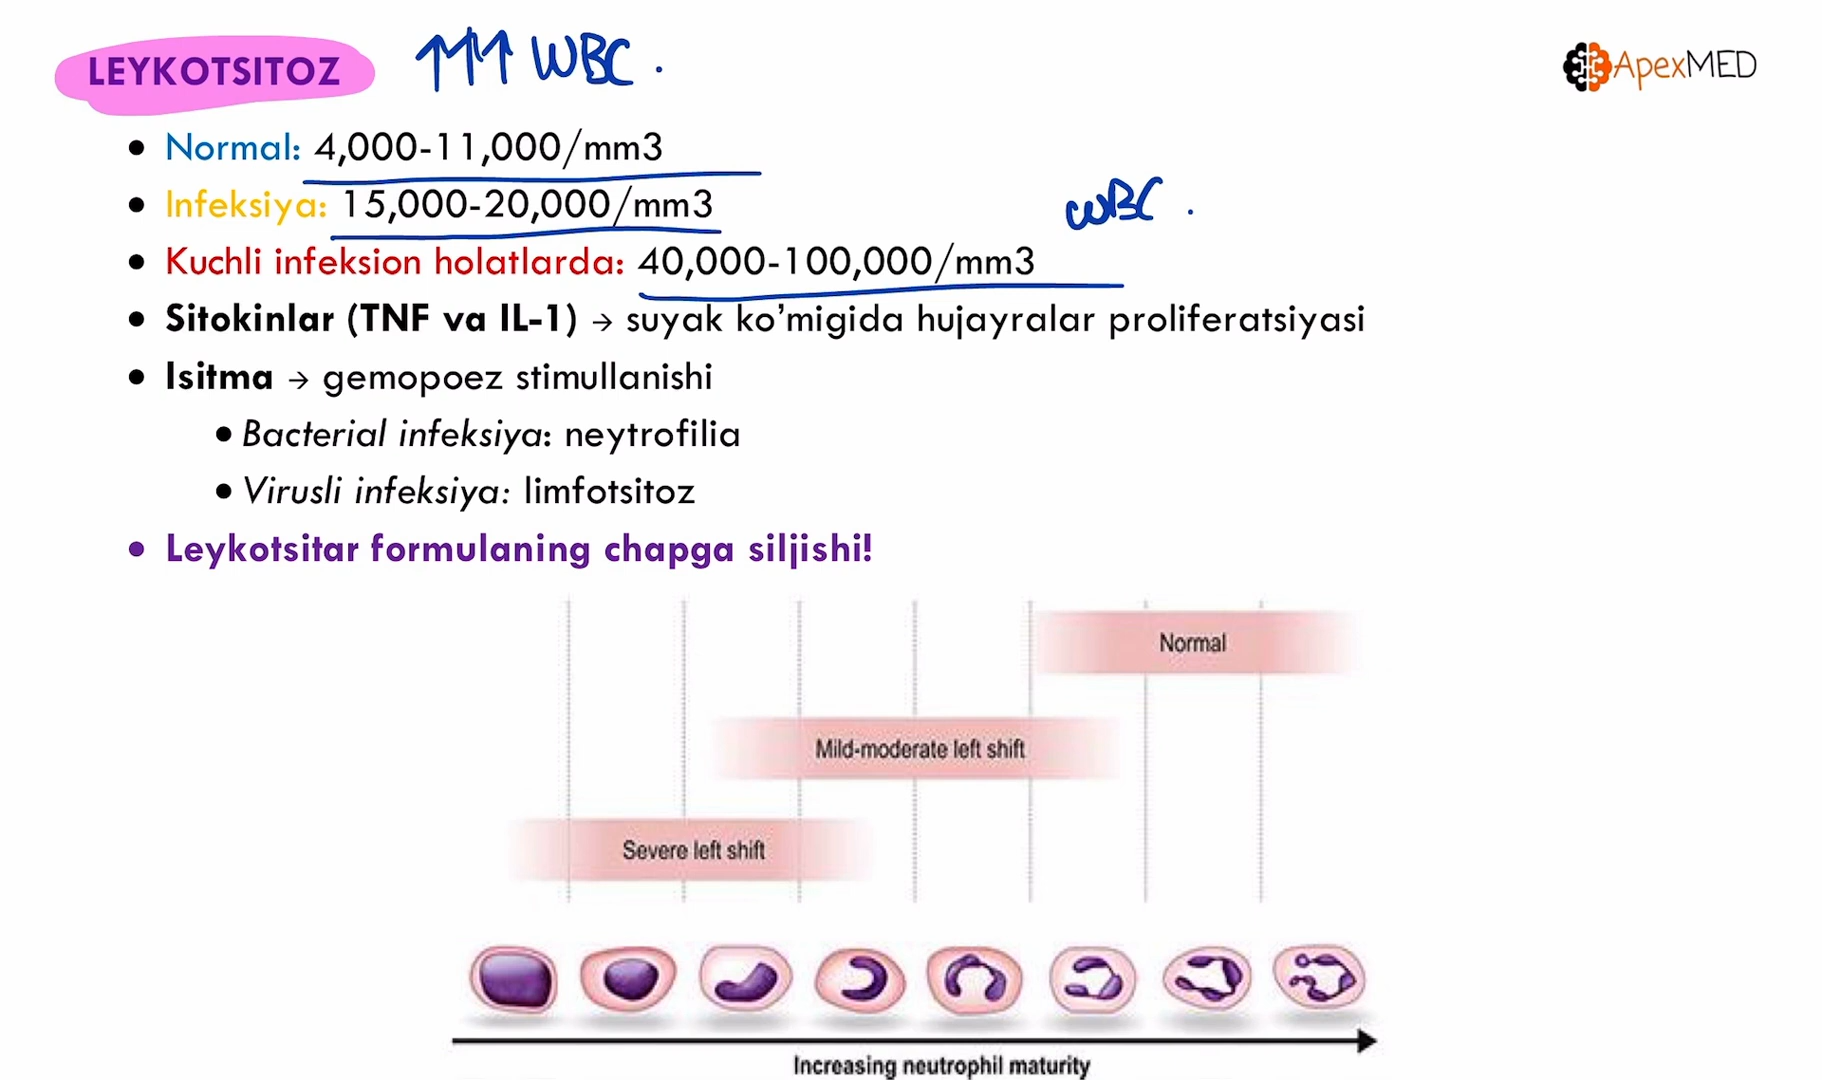 LEYKOTSITOZ ↑↑↑ WBC.
ApexMED
• Normal: 4,000-11,000/mm3
• Infeksiya: 15,000-20,000/mm3
WBC.
• Kuchli infeksion holatlarda: 40,000-100,000/mm3
• Sitokinlar (TNF va IL-1) → suyak ko’migida hujayralar proliferatsiyasi
• Isitma → gemopoez stimullanishi
• Bacterial infeksiya: neytrofilia
• Virusli infeksiya: limfotsitoz
• Leykotsitar formulaning chapga siljishi!
Normal
Mild-moderate left shift
Severe left shift
Increasing neutrophil maturity